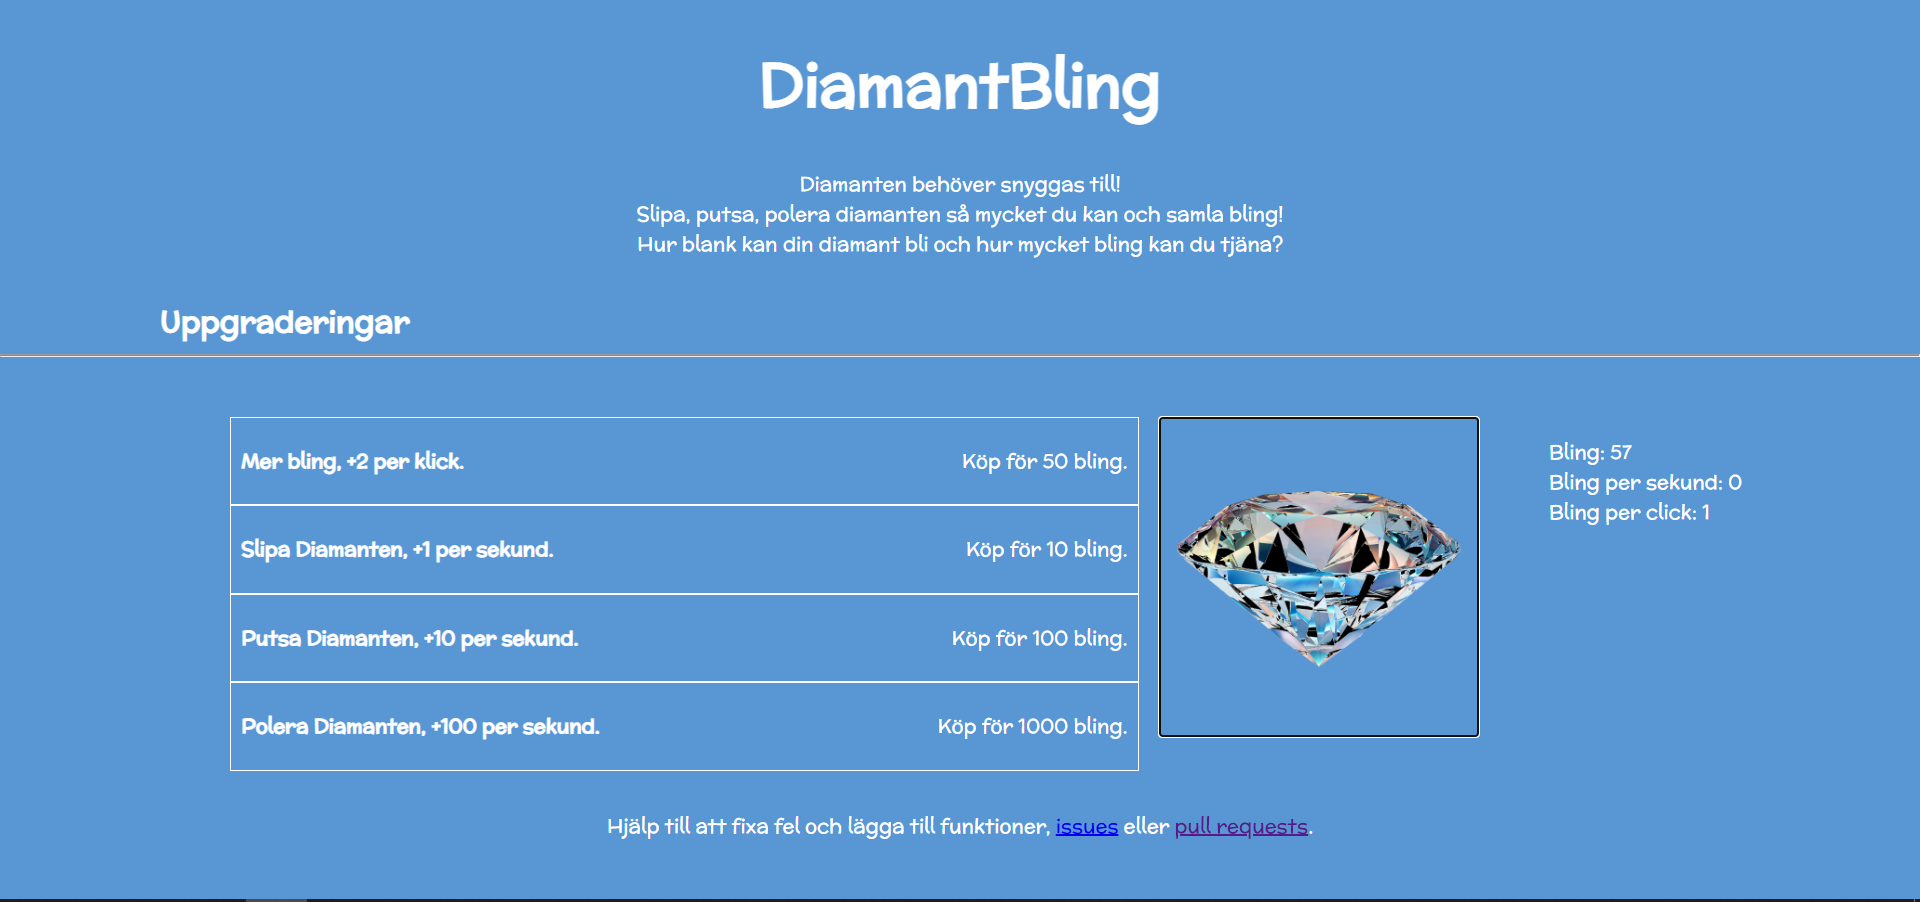 DiamantBling
Diamanten behöver snyggas till!
Slipa, putsa, polera diamanten så mycket du kan och samla bling!
Hur blank kan din diamant bli och hur mycket bling kan du tjäna?
Uppgraderingar
Mer bling, +2 per klick. Köp för 50 bling.
Slipa Diamanten, +1 per sekund. Köp för 10 bling.
Putsa Diamanten, +10 per sekund. Köp för 100 bling.
Polera Diamanten, +100 per sekund. Köp för 1000 bling.
Bling: 57
Bling per sekund: 0
Bling per click: 1
Hjälp till att fixa fel och lägga till funktioner, issues eller pull requests.